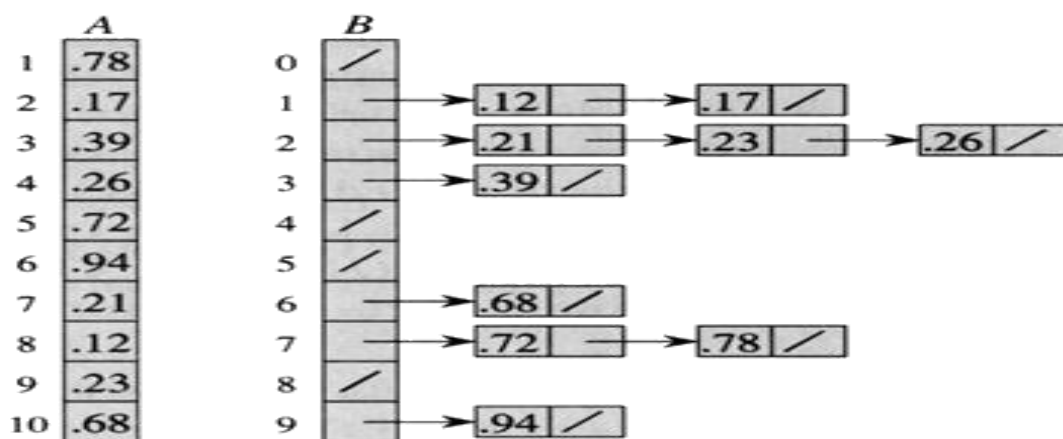 A B
1 .78 0
2 .17 1 .12 .17
3 .39 2 .21 .23 .26
4 .26 3 .39
5 .72 4
6 .94 5
7 .21 6 .68
8 .12 7 .72 .78
9 .23 8
10 .68 9 .94